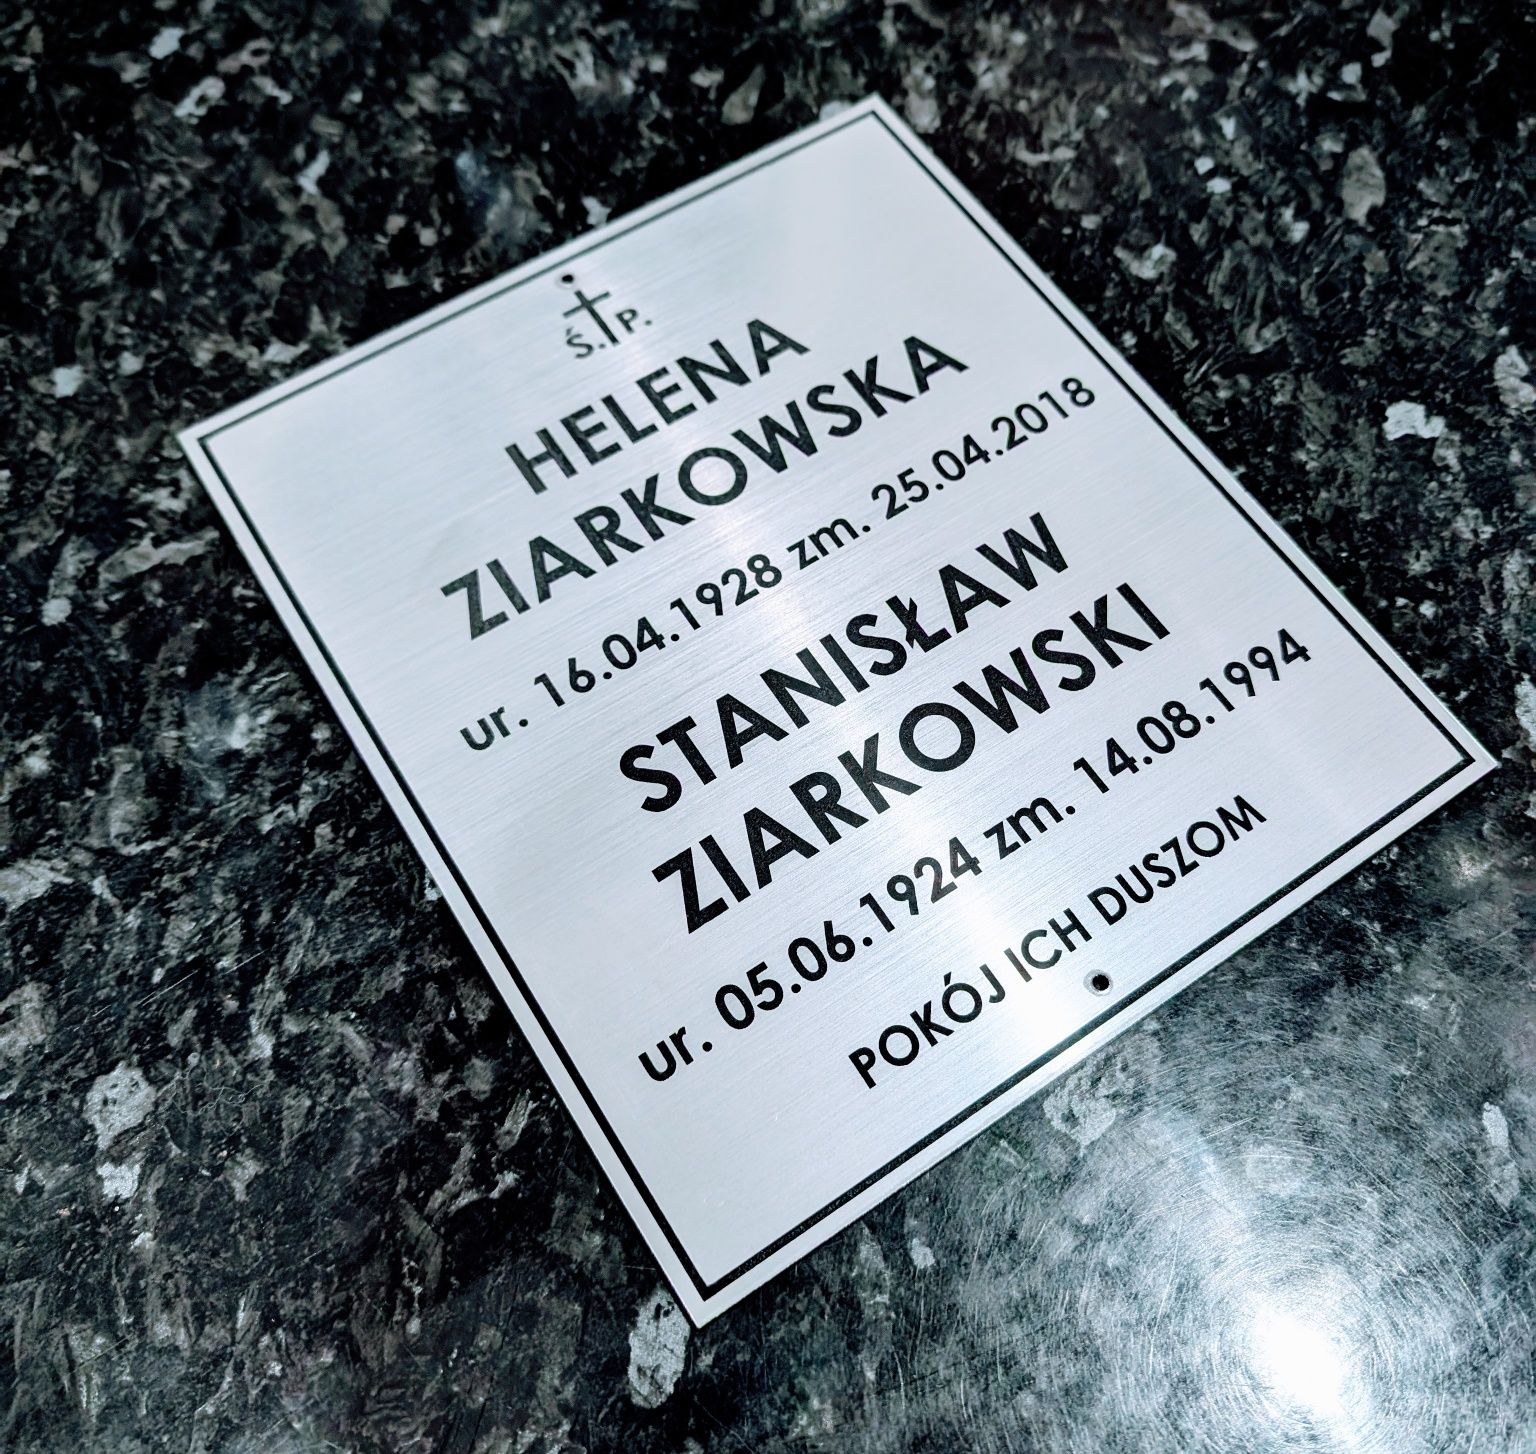 Ś. P.
HELENA
ZIARKOWSKA
ur. 16.04.1928 zm. 25.04.2018
STANISŁAW
ZIARKOWSKI
ur. 05.06.1924 zm. 14.08.1994
POKÓJ ICH DUSZOM